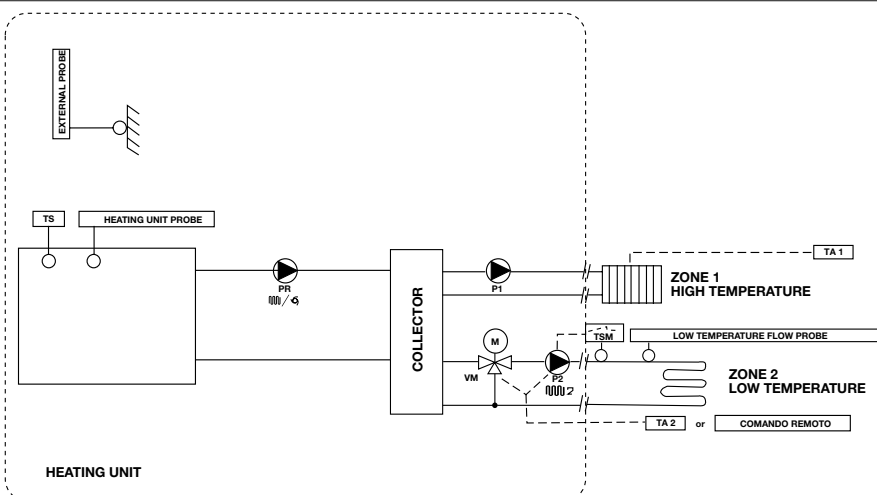 EXTERNAL PROBE
TS
HEATING UNIT PROBE
PR
COLLECTOR
P1
TA 1
ZONE 1
HIGH TEMPERATURE
M
VM
P2
TSM
LOW TEMPERATURE FLOW PROBE
ZONE 2
LOW TEMPERATURE
TA 2 or COMANDO REMOTO
HEATING UNIT